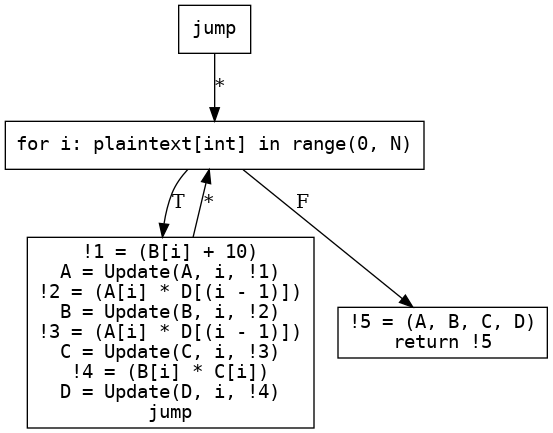 jump
*
for i: plaintext[int] in range(0, N)
T
*
F
!1 = (B[i] + 10)
A = Update(A, i, !1)
!2 = (A[i] * D[(i - 1)])
B = Update(B, i, !2)
!3 = (A[i] * D[(i - 1)])
C = Update(C, i, !3)
!4 = (B[i] * C[i])
D = Update(D, i, !4)
jump
!5 = (A, B, C, D)
return !5